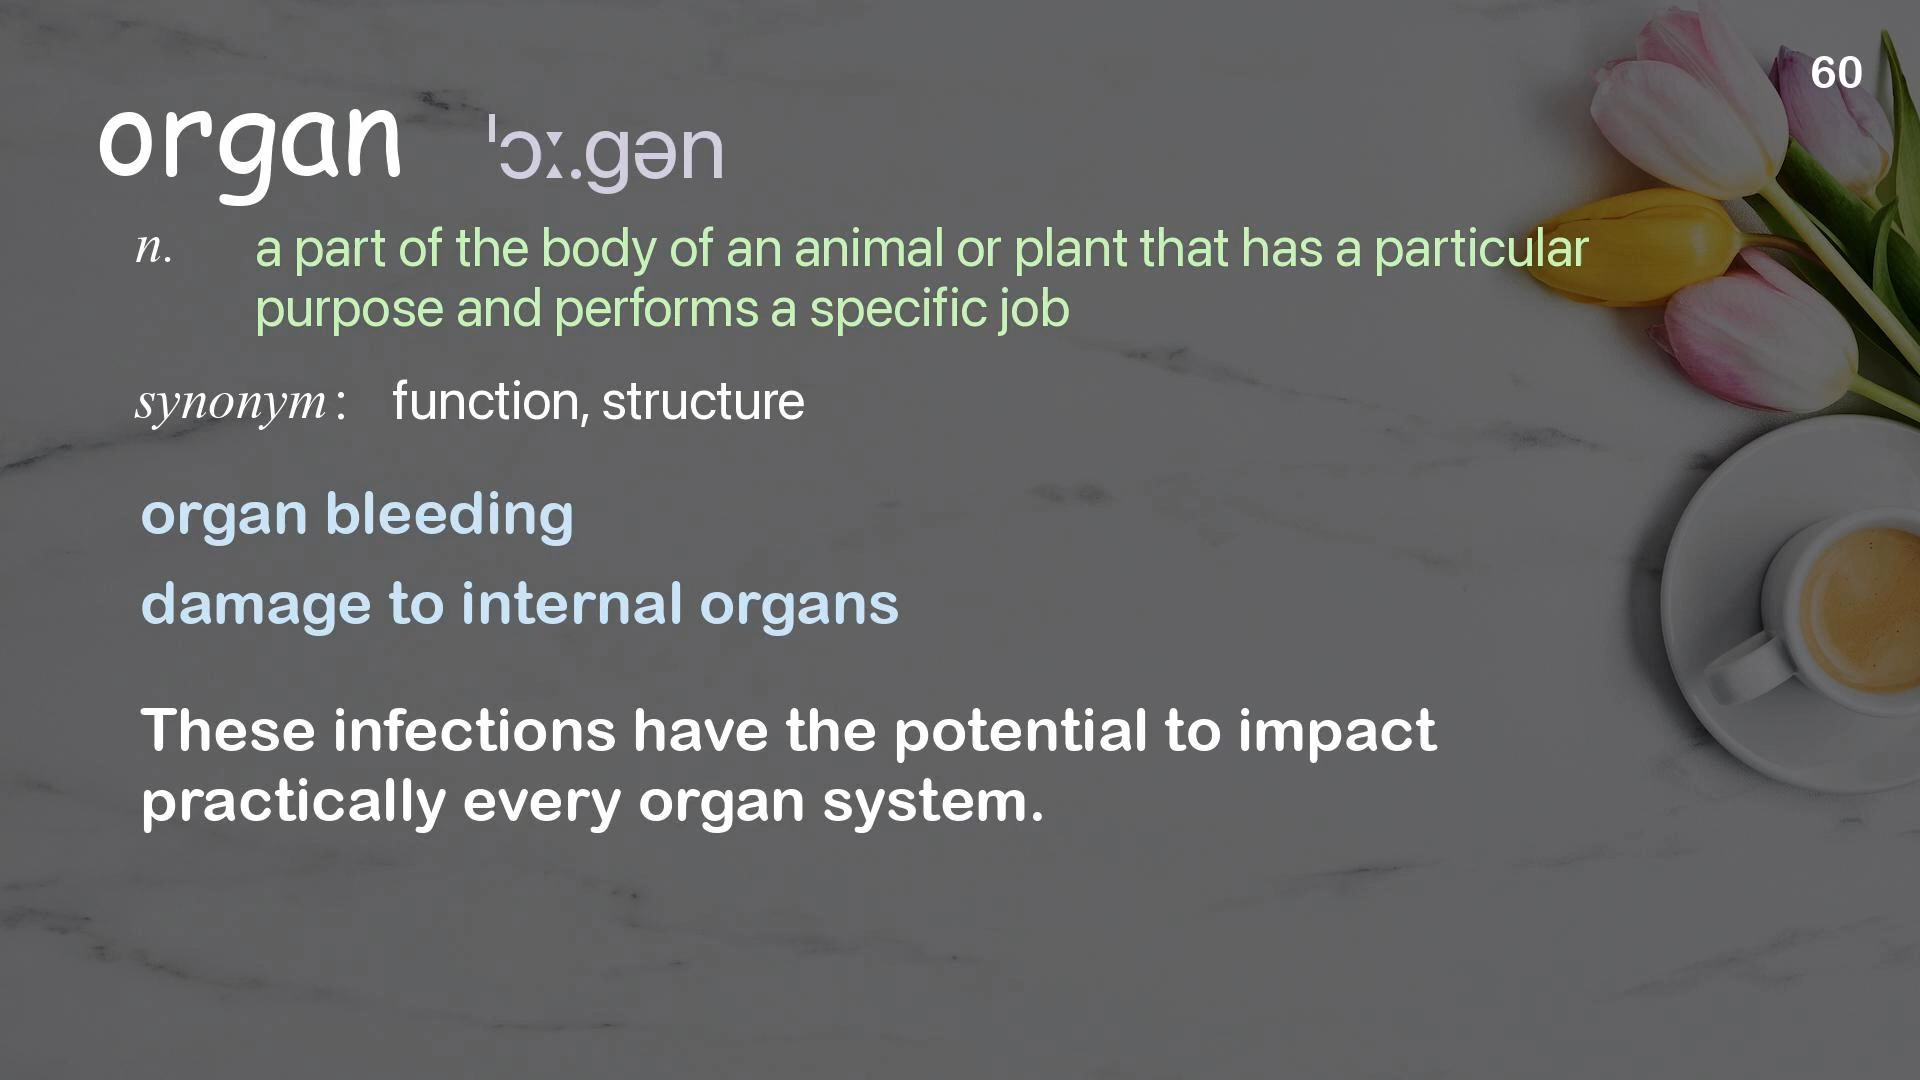 60
organ ˈɔː.gən
n. a part of the body of an animal or plant that has a particular
purpose and performs a specific job
synonym: function, structure
organ bleeding
damage to internal organs
These infections have the potential to impact
practically every organ system.